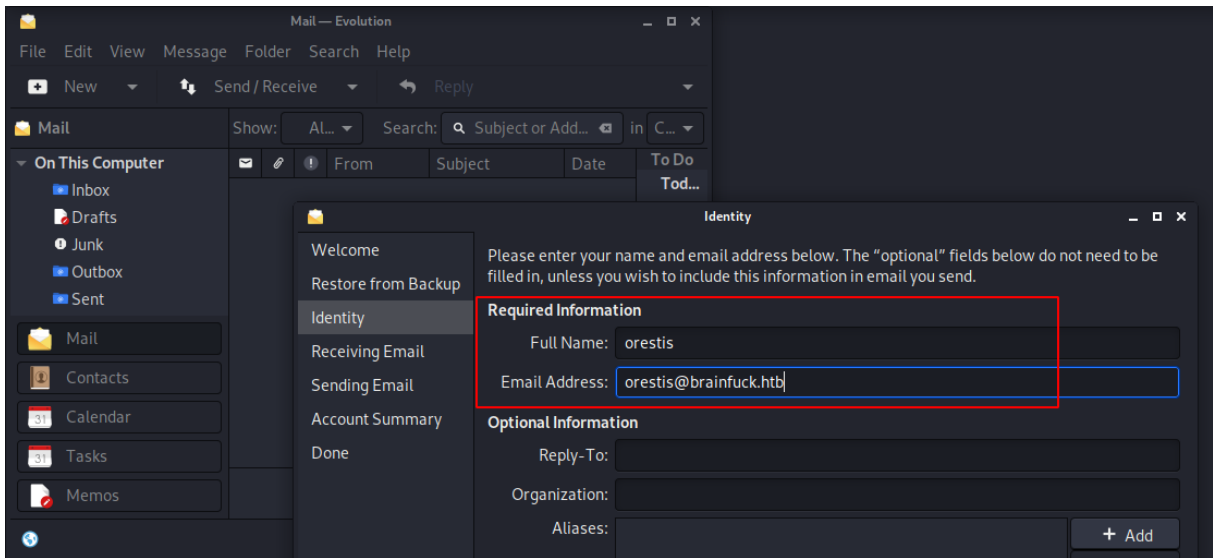 Mail — Evolution
File Edit View Message Folder Search Help
New Send / Receive Reply
Mail
Show: Al... Search: Subject or Add... in C...
On This Computer
From Subject Date To Do
Inbox
Tod...
Drafts
Junk
Outbox
Sent
Mail
Contacts
31 Calendar
31 Tasks
Memos
Identity
Welcome
Restore from Backup
Identity
Receiving Email
Sending Email
Account Summary
Done
Please enter your name and email address below. The “optional” fields below do not need to be
filled in, unless you wish to include this information in email you send.
Required Information
Full Name: orestis
Email Address: orestis@brainfuck.htb
Optional Information
Reply-To:
Organization:
Aliases:
+ Add